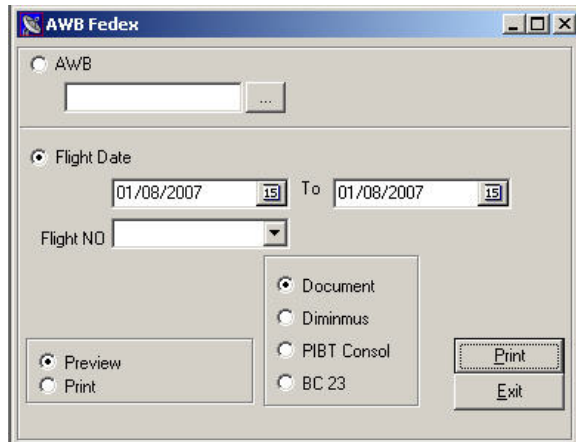 AWB Fedex
AWB
...
Flight Date
01/08/2007 15 To 01/08/2007 15
Flight NO
Document
Diminmus
PIBT Consol
BC 23
Preview
Print
Print
Exit